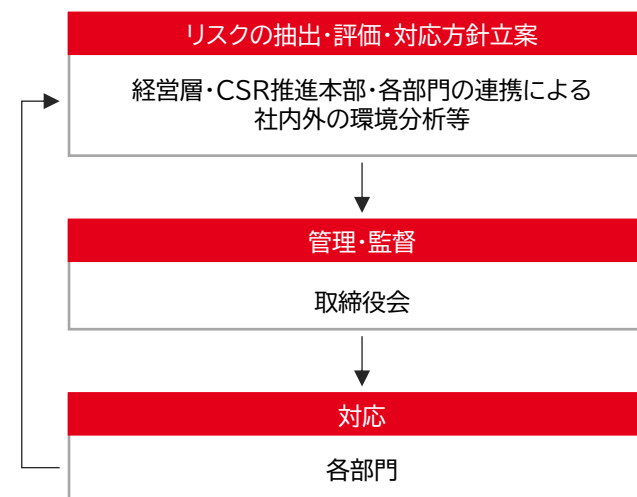 リスクの抽出・評価・対応方針立案
経営層・CSR推進本部・各部門の連携による
社内外の環境分析等
管理・監督
取締役会
対応
各部門